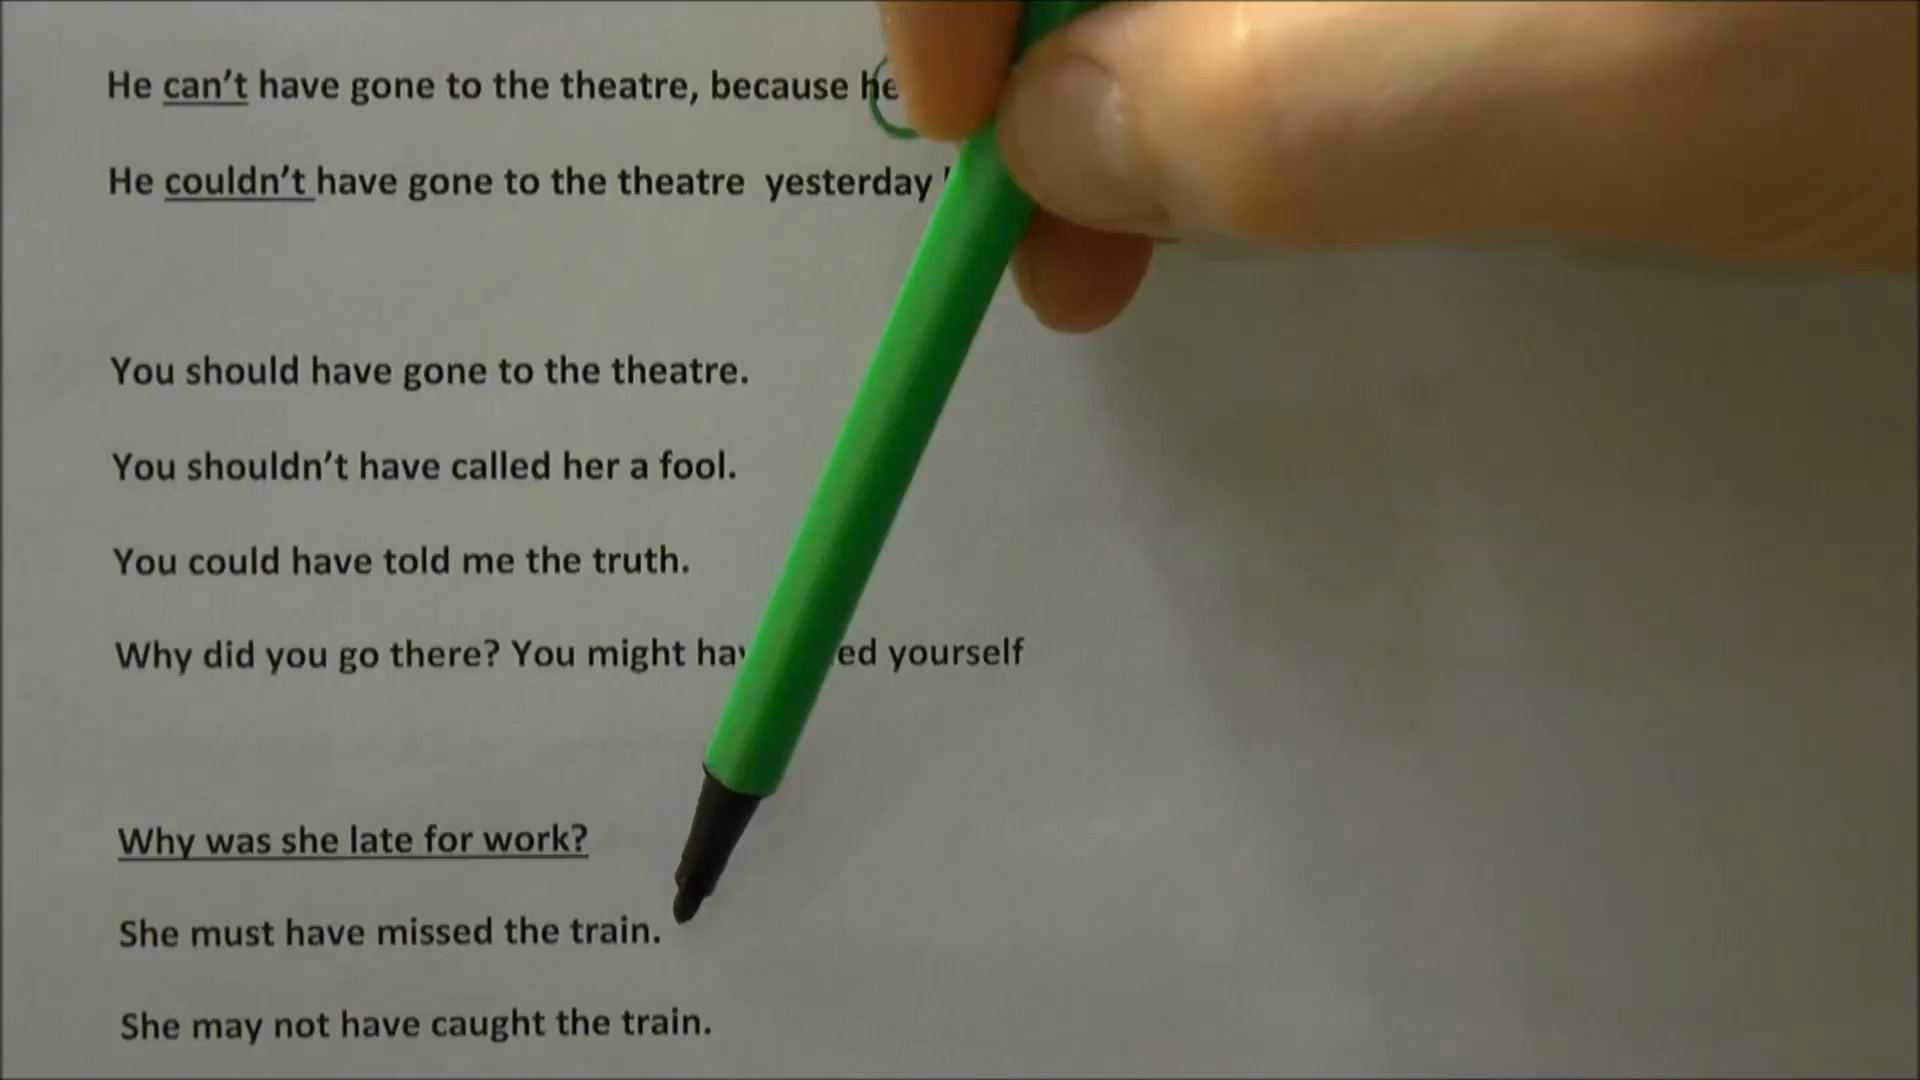 He can't have gone to the theatre, because he
He couldn't have gone to the theatre yesterday
You should have gone to the theatre.
You shouldn't have called her a fool.
You could have told me the truth.
Why did you go there? You might yourself
Why was she late for work?
She must have missed the train.
She may not have caught the train.